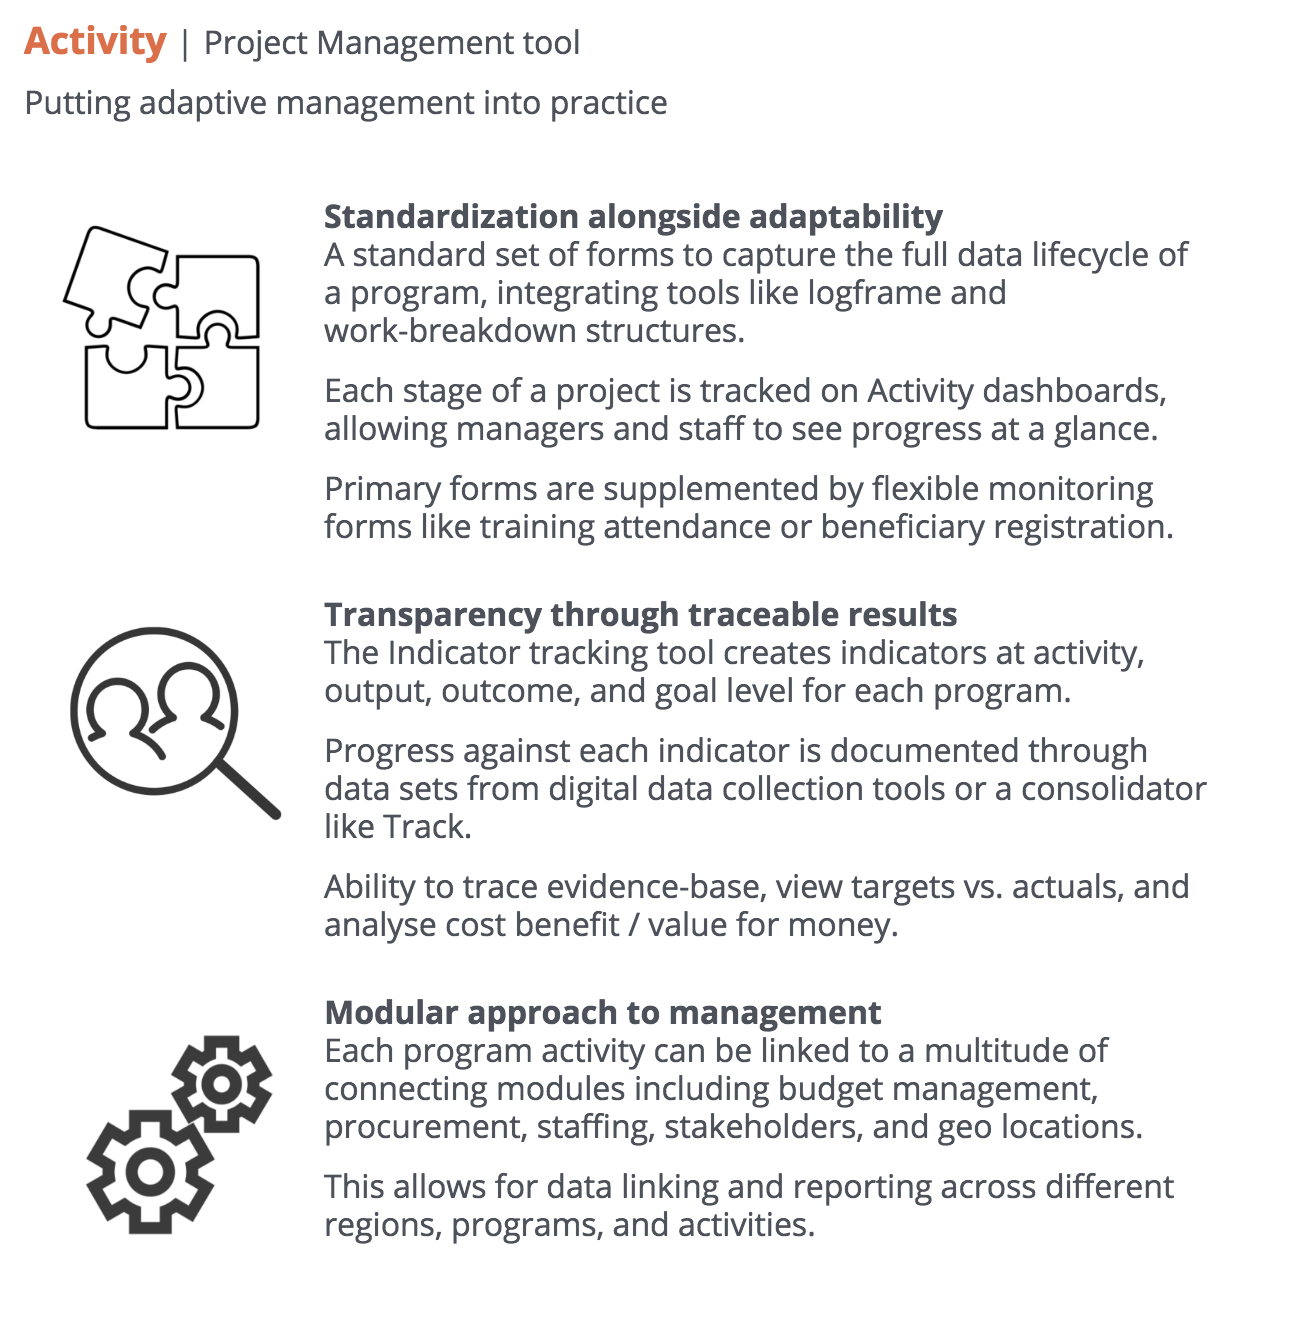 Activity | Project Management tool
Putting adaptive management into practice
Standardization alongside adaptability
A standard set of forms to capture the full data lifecycle of
a program, integrating tools like logframe and
work-breakdown structures.
Each stage of a project is tracked on Activity dashboards,
allowing managers and staff to see progress at a glance.
Primary forms are supplemented by flexible monitoring
forms like training attendance or beneficiary registration.
Transparency through traceable results
The Indicator tracking tool creates indicators at activity,
output, outcome, and goal level for each program.
Progress against each indicator is documented through
data sets from digital data collection tools or a consolidator
like Track.
Ability to trace evidence-base, view targets vs. actuals, and
analyse cost benefit / value for money.
Modular approach to management
Each program activity can be linked to a multitude of
connecting modules including budget management,
procurement, staffing, stakeholders, and geo locations.
This allows for data linking and reporting across different
regions, programs, and activities.